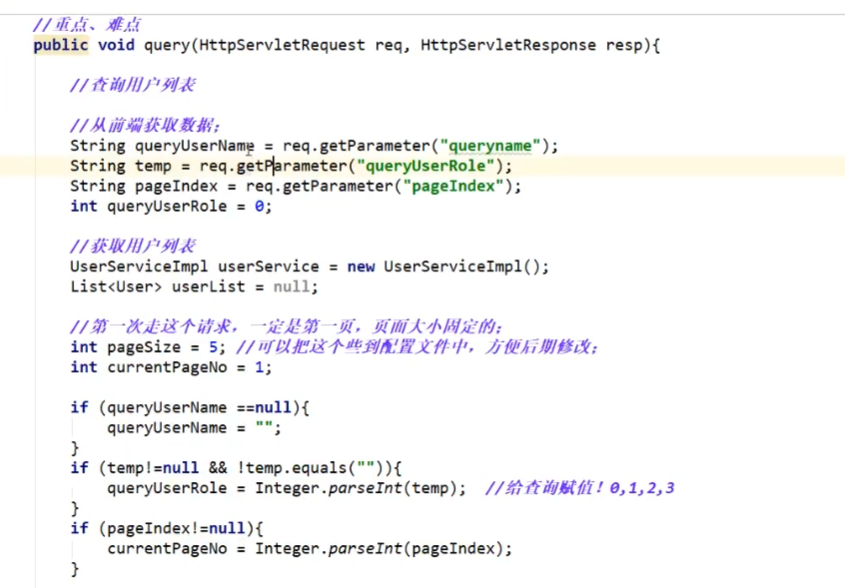 //重点、难点
public void query(HttpServletRequest req, HttpServletResponse resp){
//查询用户列表
//从前端获取数据;
String queryUserName = req.getParameter("queryname");
String temp = req.getParameter("queryUserRole");
String pageIndex = req.getParameter("pageIndex");
int queryUserRole = 0;
//获取用户列表
UserServiceImpl userService = new UserServiceImpl();
List<User> userList = null;
//第一次走这个请求，一定是第一页，页面大小固定的;
int pageSize = 5; //可以把这个些到配置文件中，方便后期修改;
int currentPageNo = 1;
if (queryUserName ==null){
queryUserName = "";
}
if (temp!=null && !temp.equals("")){
queryUserRole = Integer.parseInt(temp); //给查询赋值！0,1,2,3
}
if (pageIndex!=null){
currentPageNo = Integer.parseInt(pageIndex);
}